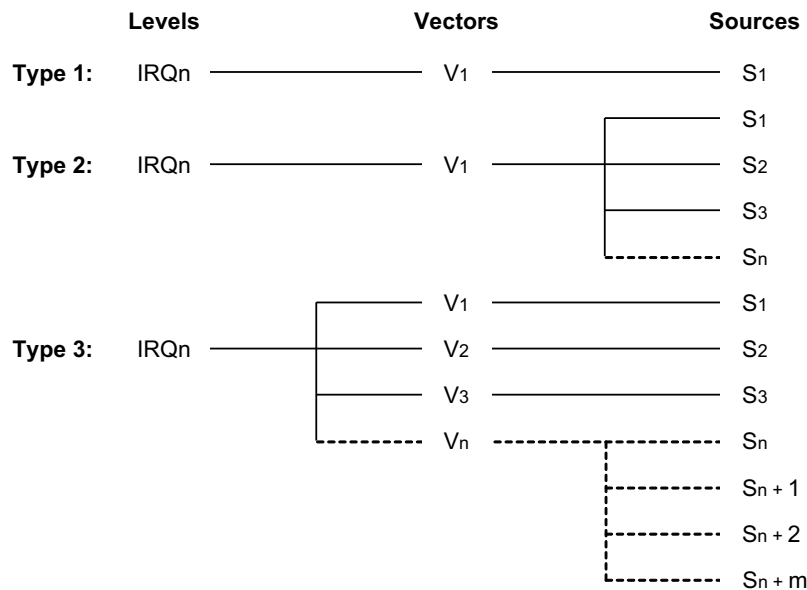 Levels Vectors Sources
Type 1: IRQn V1 S1
S1
Type 2: IRQn V1 S2
S3
Sn
V1 S1
Type 3: IRQn V2 S2
V3 S3
Vn Sn
Sn + 1
Sn + 2
Sn + m